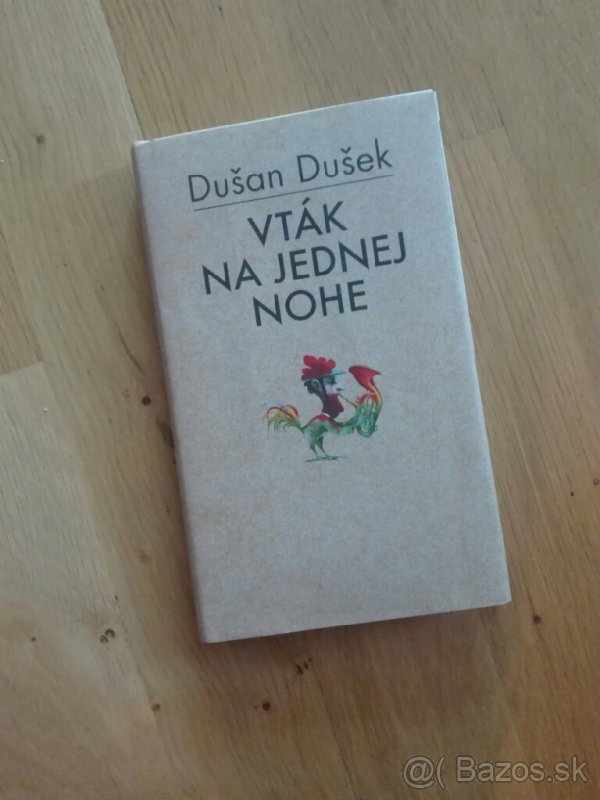 Dušan Dušek
VTÁK
NA JEDNEJ
NOHE
@( Bazos.sk